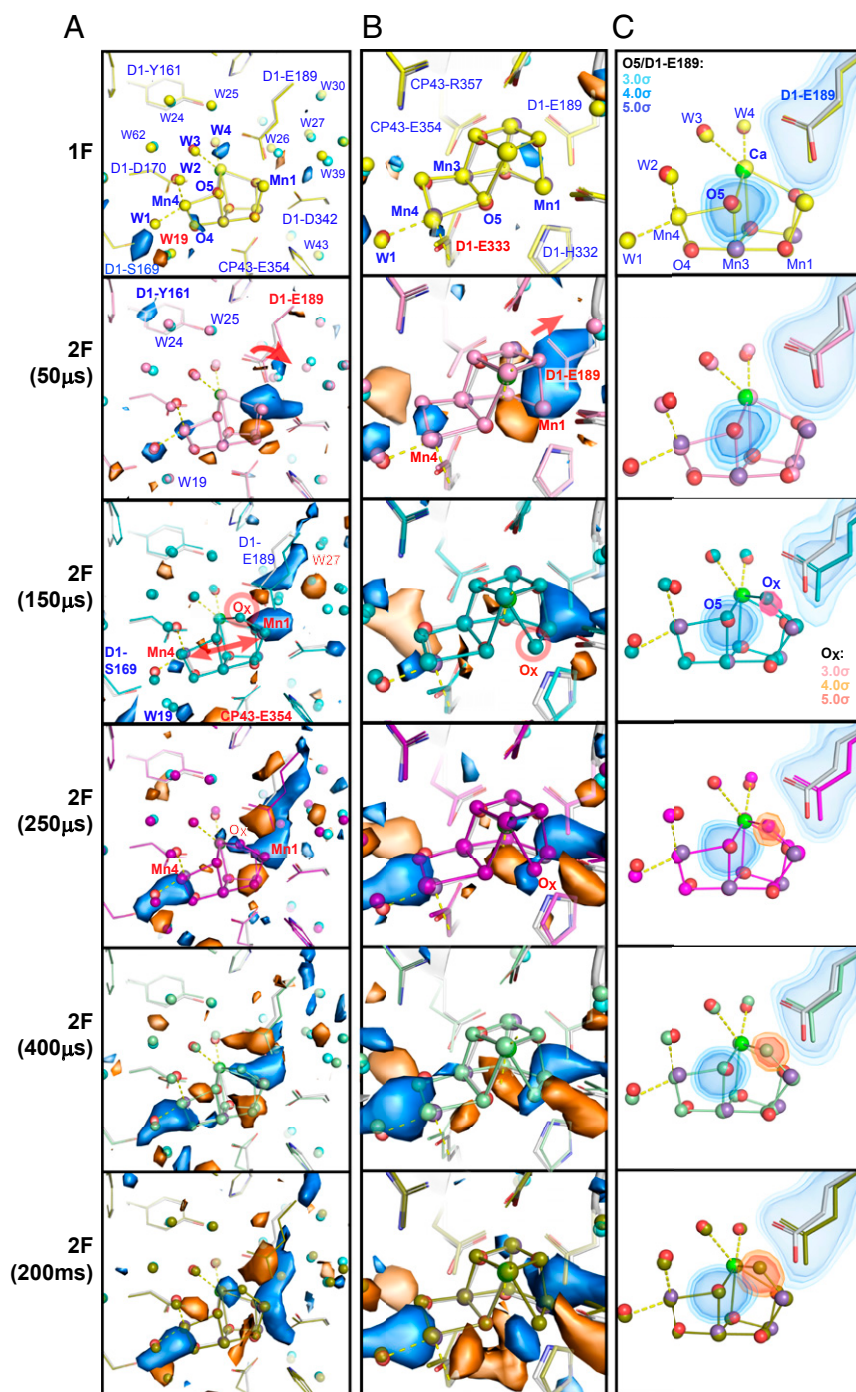 A
B
C
1F
D1-Y161
D1-E189
W25
W24
W30
W62
W3
W4
W26
W27
D1-D170
W2
W39
O5
Mn1
Mn4
W1
O4
D1-D342
W19
W43
D1-S169
CP43-E354
CP43-R357
D1-E189
CP43-E354
Mn3
Mn4
O5
Mn1
W1
D1-E333
D1-H332
O5/D1-E189:
3.0σ
4.0σ
5.0σ
D1-E189
W4
W3
Ca
W2
O5
W1
Mn4
O4
Mn3
Mn1
2F
(50μs)
D1-Y161
D1-E189
W25
W24
W19
D1-E189
Mn1
Mn4
2F
(150μs)
D1-
E189
W27
Ox
Mn1
Mn4
D1-
S169
W19
CP43-E354
Ox
Ox
O5
Ox:
3.0σ
4.0σ
5.0σ
2F
(250μs)
Ox
Mn1
Mn4
Ox
2F
(400μs)
2F
(200ms)